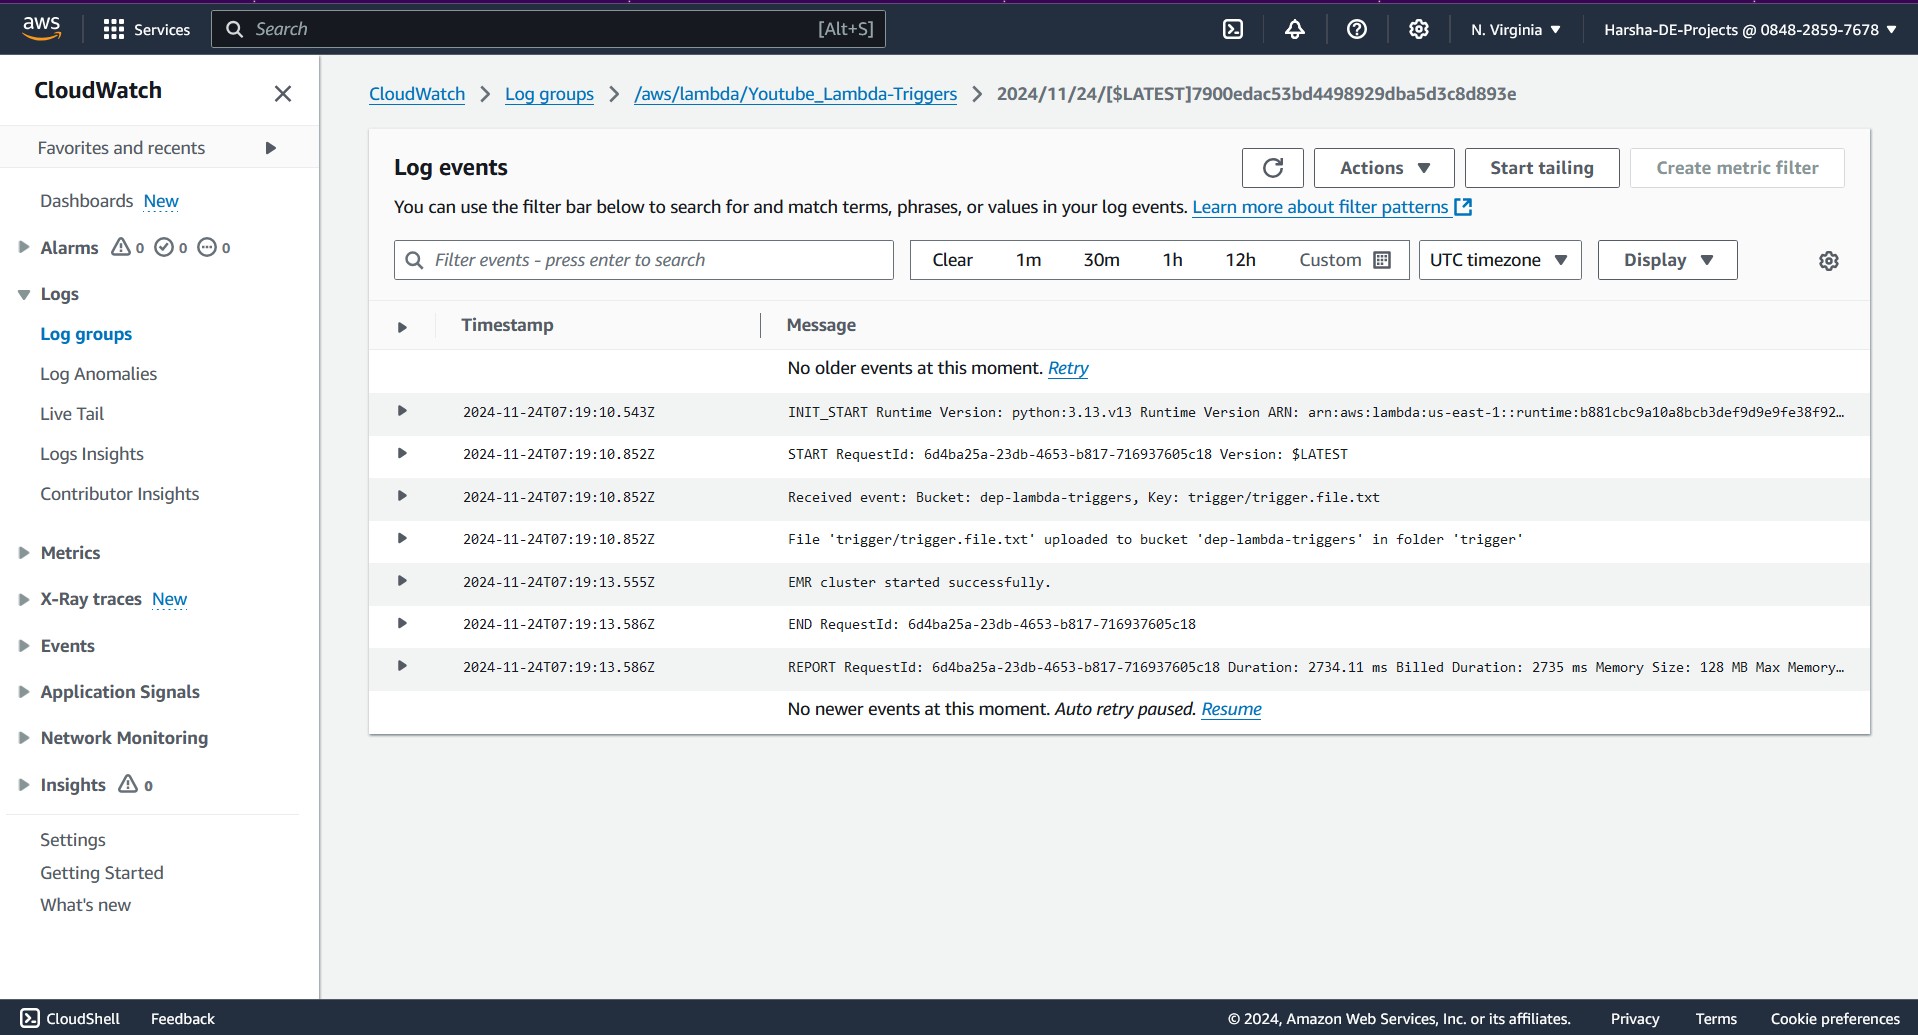 aws
Services
Search [Alt+S]
N. Virginia
Harsha-DE-Projects @ 0848-2859-7678
CloudWatch
Favorites and recents
Dashboards New
Alarms 0 0 0
Logs
Log groups
Log Anomalies
Live Tail
Logs Insights
Contributor Insights
Metrics
X-Ray traces New
Events
Application Signals
Network Monitoring
Insights 0
Settings
Getting Started
What's new
CloudWatch > Log groups > /aws/lambda/Youtube_Lambda-Triggers > 2024/11/24/[$LATEST]7900edac53bd4498929dba5d3c8d893e
Log events
Actions
Start tailing
Create metric filter
You can use the filter bar below to search for and match terms, phrases, or values in your log events. Learn more about filter patterns
Filter events - press enter to search
Clear 1m 30m 1h 12h Custom
UTC timezone
Display
Timestamp Message
No older events at this moment. Retry
2024-11-24T07:19:10.543Z INIT_START Runtime Version: python:3.13.v13 Runtime Version ARN: arn:aws:lambda:us-east-1::runtime:b881cbc9a10a8bcb3def9d9e9fe38f92…
2024-11-24T07:19:10.852Z START RequestId: 6d4ba25a-23db-4653-b817-716937605c18 Version: $LATEST
2024-11-24T07:19:10.852Z Received event: Bucket: dep-lambda-triggers, Key: trigger/trigger.file.txt
2024-11-24T07:19:10.852Z File 'trigger/trigger.file.txt' uploaded to bucket 'dep-lambda-triggers' in folder 'trigger'
2024-11-24T07:19:13.555Z EMR cluster started successfully.
2024-11-24T07:19:13.586Z END RequestId: 6d4ba25a-23db-4653-b817-716937605c18
2024-11-24T07:19:13.586Z REPORT RequestId: 6d4ba25a-23db-4653-b817-716937605c18 Duration: 2734.11 ms Billed Duration: 2735 ms Memory Size: 128 MB Max Memory…
No newer events at this moment. Auto retry paused. Resume
CloudShell
Feedback
© 2024, Amazon Web Services, Inc. or its affiliates.
Privacy
Terms
Cookie preferences